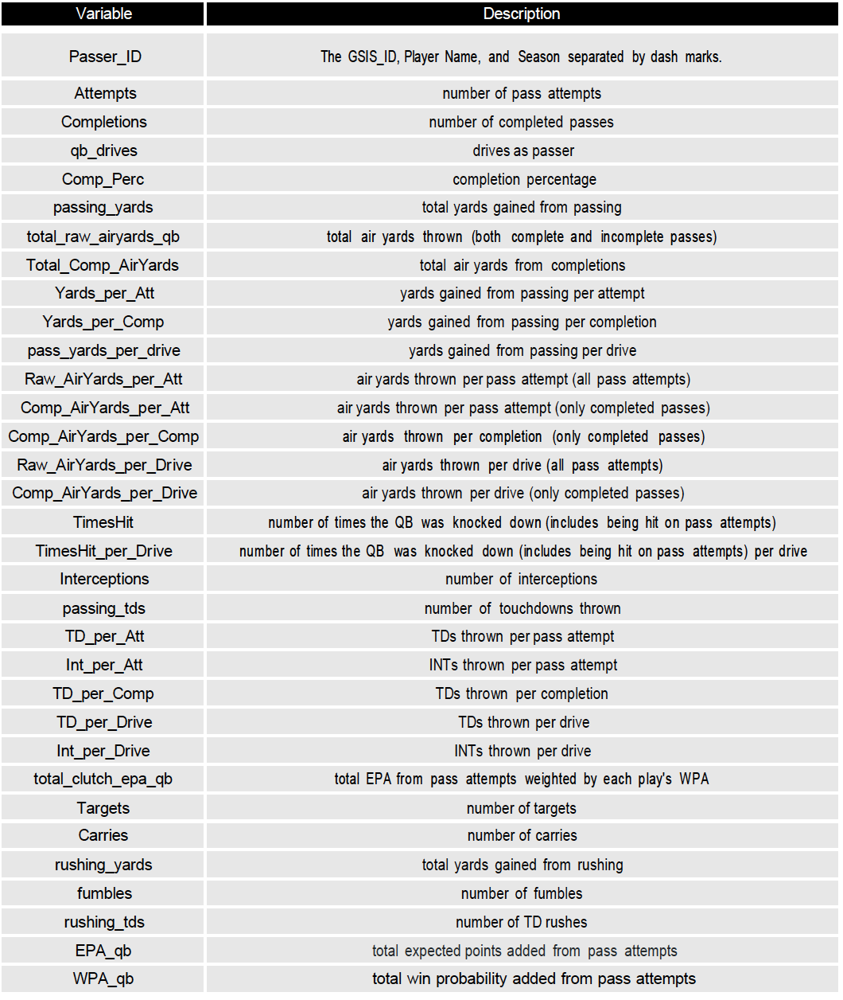 Variable Description
Passer_ID The GSIS_ID, Player Name, and Season separated by dash marks.
Attempts number of pass attempts
Completions number of completed passes
qb_drives drives as passer
Comp_Perc completion percentage
passing_yards total yards gained from passing
total_raw_airyards_qb total air yards thrown (both complete and incomplete passes)
Total_Comp_AirYards total air yards from completions
Yards_per_Att yards gained from passing per attempt
Yards_per_Comp yards gained from passing per completion
pass_yards_per_drive yards gained from passing per drive
Raw_AirYards_per_Att air yards thrown per pass attempt (all pass attempts)
Comp_AirYards_per_Att air yards thrown per pass attempt (only completed passes)
Comp_AirYards_per_Comp air yards thrown per completion (only completed passes)
Raw_AirYards_per_Drive air yards thrown per drive (all pass attempts)
Comp_AirYards_per_Drive air yards thrown per drive (only completed passes)
TimesHit number of times the QB was knocked down (includes being hit on pass attempts)
TimesHit_per_Drive number of times the QB was knocked down (includes being hit on pass attempts) per drive
Interceptions number of interceptions
passing_tds number of touchdowns thrown
TD_per_Att TDs thrown per pass attempt
Int_per_Att INTs thrown per pass attempt
TD_per_Comp TDs thrown per completion
TD_per_Drive TDs thrown per drive
Int_per_Drive INTs thrown per drive
total_clutch_epa_qb total EPA from pass attempts weighted by each play's WPA
Targets number of targets
Carries number of carries
rushing_yards total yards gained from rushing
fumbles number of fumbles
rushing_tds number of TD rushes
EPA_qb total expected points added from pass attempts
WPA_qb total win probability added from pass attempts